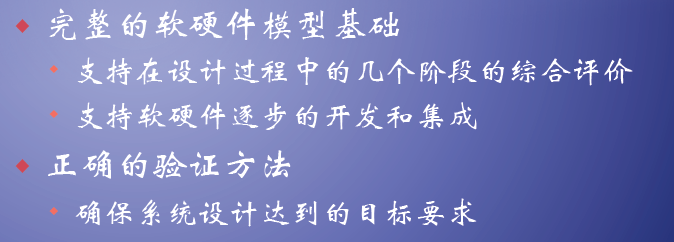 完整的软硬件模型基础
支持在设计过程中的几个阶段的综合评价
支持软硬件逐步的开发和集成
正确的验证方法
确保系统设计达到的目标要求